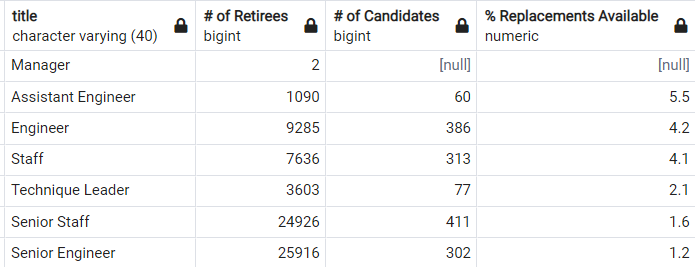 title # of Retirees # of Candidates % Replacements Available
character varying (40) bigint bigint numeric
Manager 2 [null] [null]
Assistant Engineer 1090 60 5.5
Engineer 9285 386 4.2
Staff 7636 313 4.1
Technique Leader 3603 77 2.1
Senior Staff 24926 411 1.6
Senior Engineer 25916 302 1.2